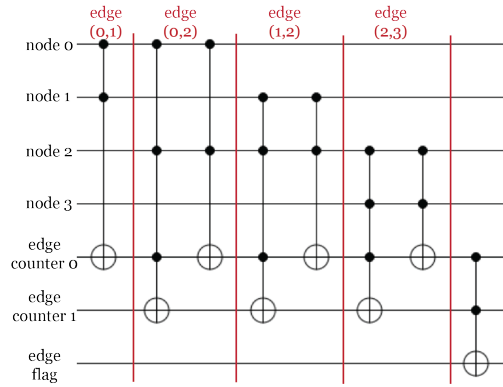 edge
(0,1)
edge
(0,2)
edge
(1,2)
edge
(2,3)
node 0
node 1
node 2
node 3
edge
counter 0
edge
counter 1
edge
flag